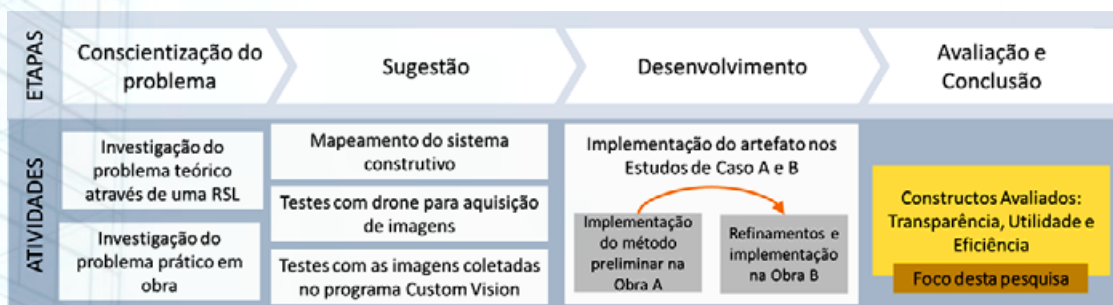 ETAPAS
Conscientização do
problema
Sugestão
Desenvolvimento
Avaliação e
Conclusão
ATIVIDADES
Investigação do
problema teórico
através de uma RSL
Investigação do
problema prático em
obra
Mapeamento do sistema
construtivo
Testes com drone para aquisição
de imagens
Testes com as imagens coletadas
no programa Custom Vision
Implementação do artefato nos
Estudos de Caso A e B
Implementação
do método
preliminar na
Obra A
Refinamentos e
implementação
na Obra B
Constructos Avaliados:
Transparência, Utilidade e
Eficiência
Foco desta pesquisa